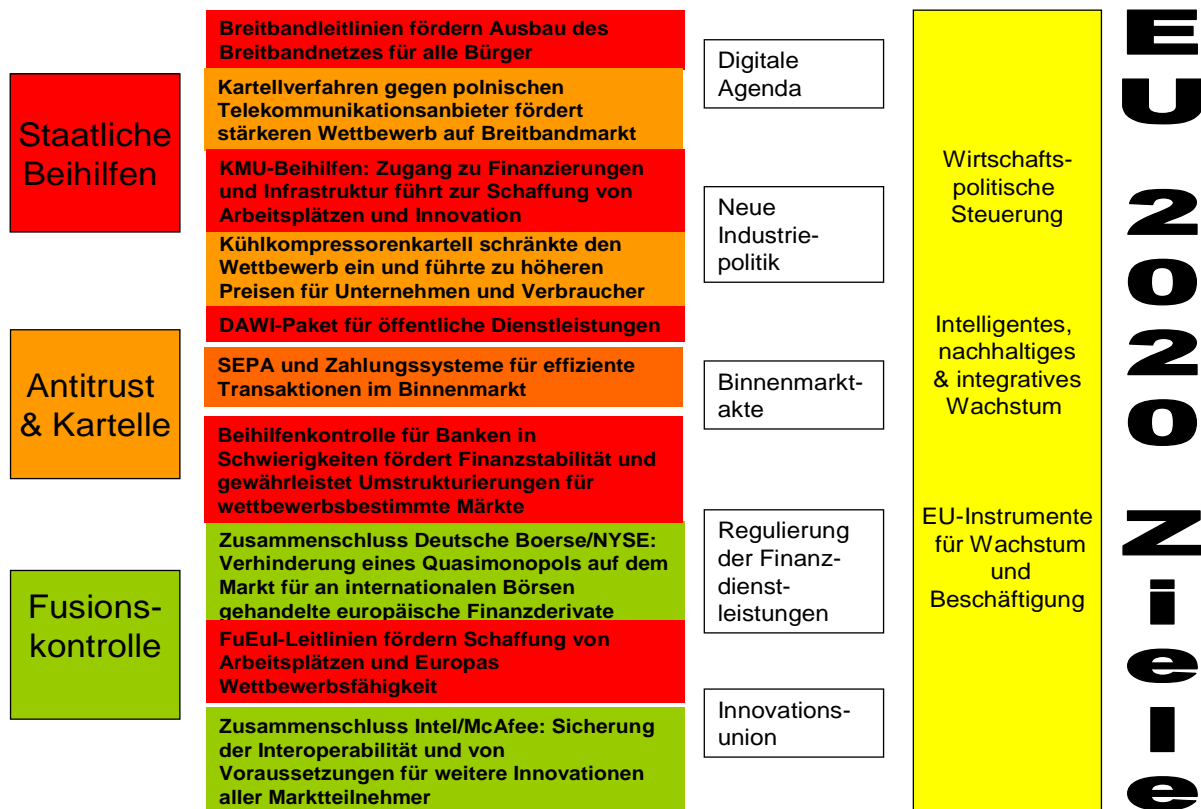 Staatliche
Beihilfen
Antitrust
& Kartelle
Fusions-
kontrolle
Breitbandleitlinien fördern Ausbau des
Breitbandnetzes für alle Bürger
Kartellverfahren gegen polnischen
Telekommunikationsanbieter fördert
stärkeren Wettbewerb auf Breitbandmarkt
KMU-Beihilfen: Zugang zu Finanzierungen
und Infrastruktur führt zur Schaffung von
Arbeitsplätzen und Innovation
Kühlkompressorenkartell schränkte den
Wettbewerb ein und führte zu höheren
Preisen für Unternehmen und Verbraucher
DAWI-Paket für öffentliche Dienstleistungen
SEPA und Zahlungssysteme für effiziente
Transaktionen im Binnenmarkt
Beihilfenkontrolle für Banken in
Schwierigkeiten fördert Finanzstabilität und
gewährleistet Umstrukturierungen für
wettbewerbsbestimmte Märkte
Zusammenschluss Deutsche Boerse/NYSE:
Verhinderung eines Quasimonopols auf dem
Markt für an internationalen Börsen
gehandelte europäische Finanzderivate
FuEuI-Leitlinien fördern Schaffung von
Arbeitsplätzen und Europas
Wettbewerbsfähigkeit
Zusammenschluss Intel/McAfee: Sicherung
der Interoperabilität und von
Voraussetzungen für weitere Innovationen
aller Marktteilnehmer
Digitale
Agenda
Neue
Industrie-
politik
Binnenmarkt-
akte
Regulierung
der Finanz-
dienst-
leistungen
Innovations-
union
Wirtschafts-
politische
Steuerung
Intelligentes,
nachhaltiges
& integratives
Wachstum
EU-Instrumente
für Wachstum
und
Beschäftigung
EU 2020 Ziele